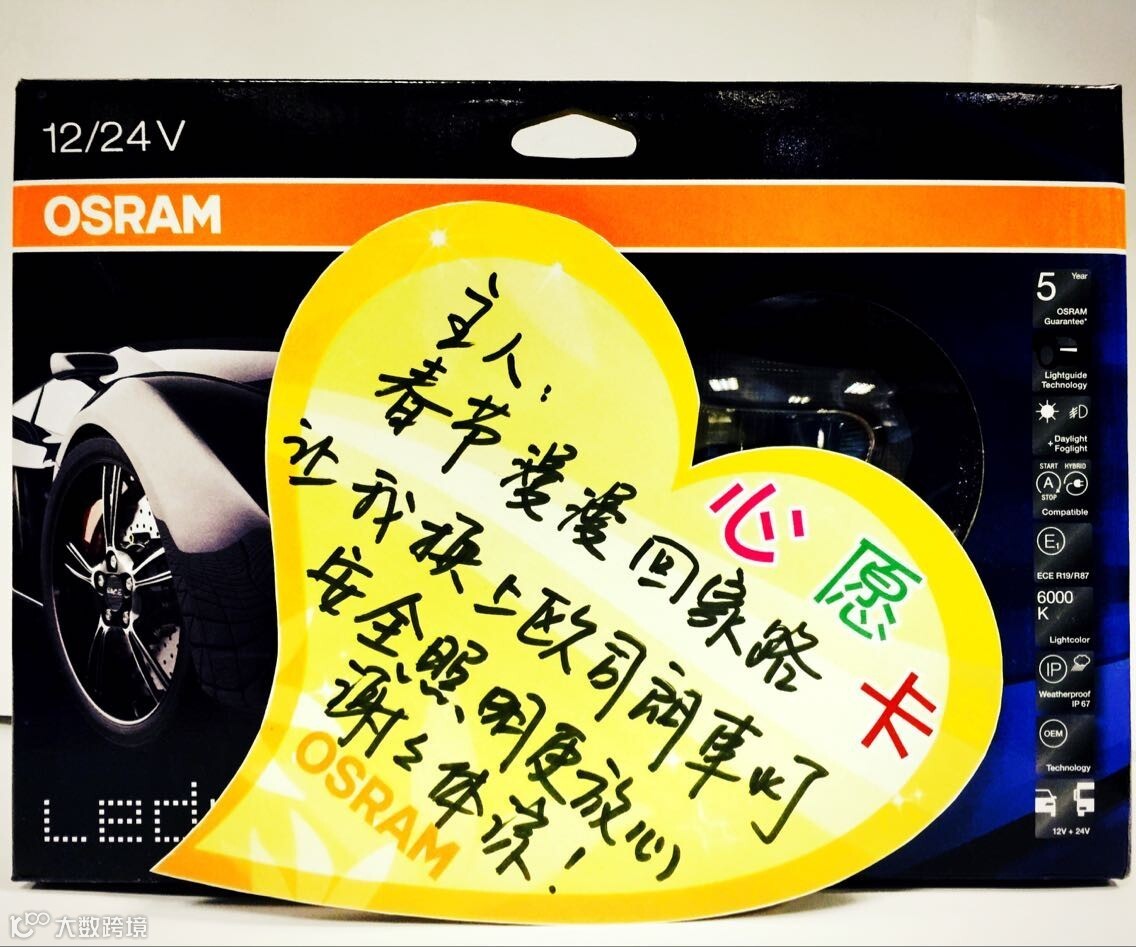 12/24V
OSRAM
主人：
春节漫漫回家路
让我换上欧司朗车灯
安全照明更放心
谢谢体谅！
心愿卡
OSRAM
5 Year
OSRAM
Guarantee*
Lightguide
Technology
+Daylight
Foglight
START HYBRID
A
STOP
Compatible
E1
ECE R19/R87
6000
K
Lightcolor
IP
Weatherproof
IP 67
OEM
Technology
12V + 24V
LED
大数跨境